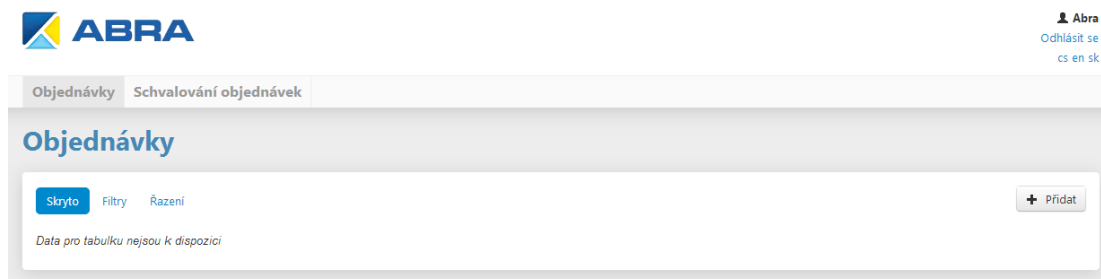 ABRA
Abra
Odhlásit se
cs en sk
Objednávky Schvalování objednávek
Objednávky
Skryto Filtry Řazení + Přidat
Data pro tabulku nejsou k dispozici